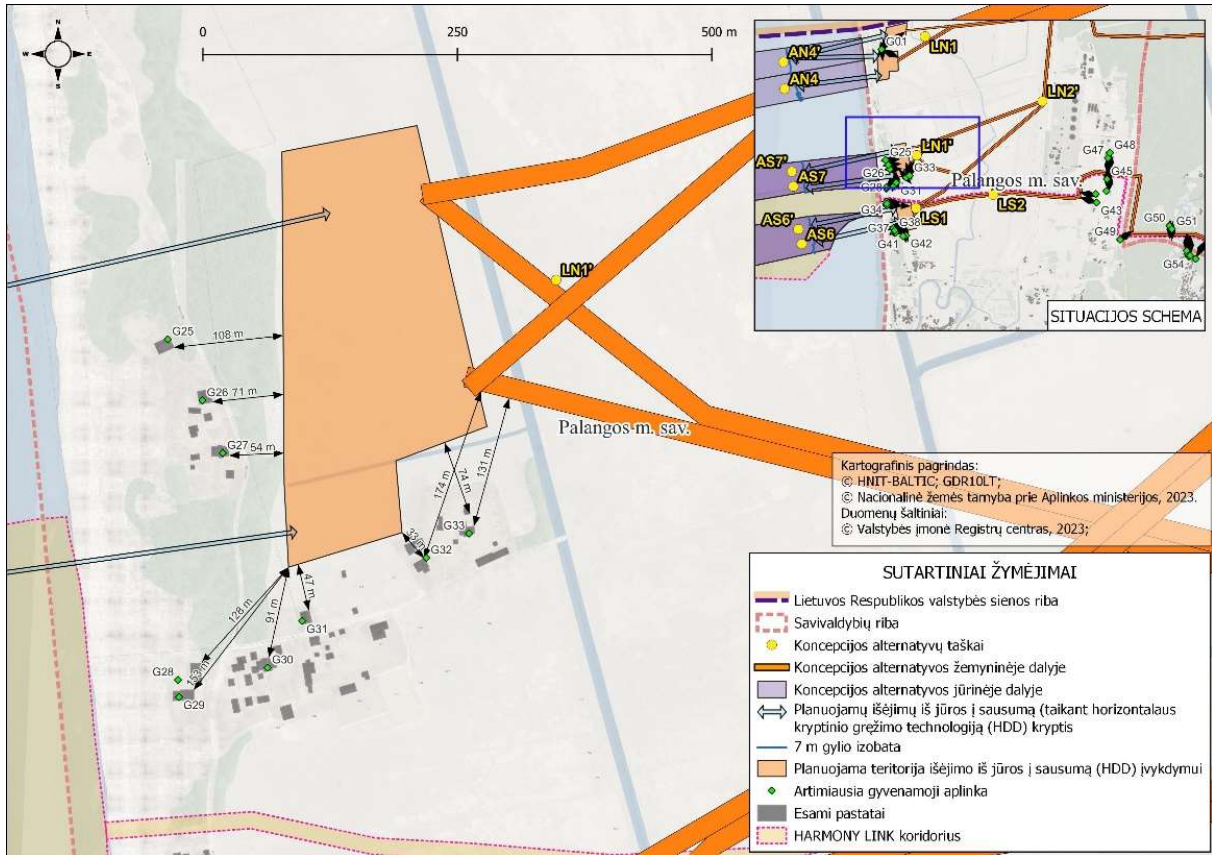 N
W E
S
0 250 500 m
G25
108 m
G26 71 m
G27 54 m
LN1'
Palangos m. sav.
174 m
74 m
131 m
33 m
G33
G32
47 m
G31
91 m
G30
128 m
153 m
G28
G29
AN4'
AN4
G01
LN1
LN2'
AS7'
AS7
G25
LN1'
G26
G33
G28
G31
G47
G48
G45
Palangos m. sav.
G34
LS1
LS2
G43
AS6'
AS6
G37
G38
G41
G42
G49
G50
G51
G54
SITUACIJOS SCHEMA
Kartografinis pagrindas:
© HNIT-BALTIC; GDR10LT;
© Nacionalinė žemės tarnyba prie Aplinkos ministerijos, 2023.
Duomenų šaltiniai:
© Valstybės įmonė Registrų centras, 2023;
SUTARTINIAI ŽYMĖJIMAI
Lietuvos Respublikos valstybės sienos riba
Savivaldybių riba
Koncepcijos alternatyvų taškai
Koncepcijos alternatyvos žemyninėje dalyje
Koncepcijos alternatyvos jūrinėje dalyje
Planuojamų išėjimų iš jūros į sausumą (taikant horizontalaus
kryptinio gręžimo technologiją (HDD) kryptis
7 m gylio izobata
Planuojama teritorija išėjimo iš jūros į sausumą (HDD) įvykdymui
Artimiausia gyvenamoji aplinka
Esami pastatai
HARMONY LINK koridorius